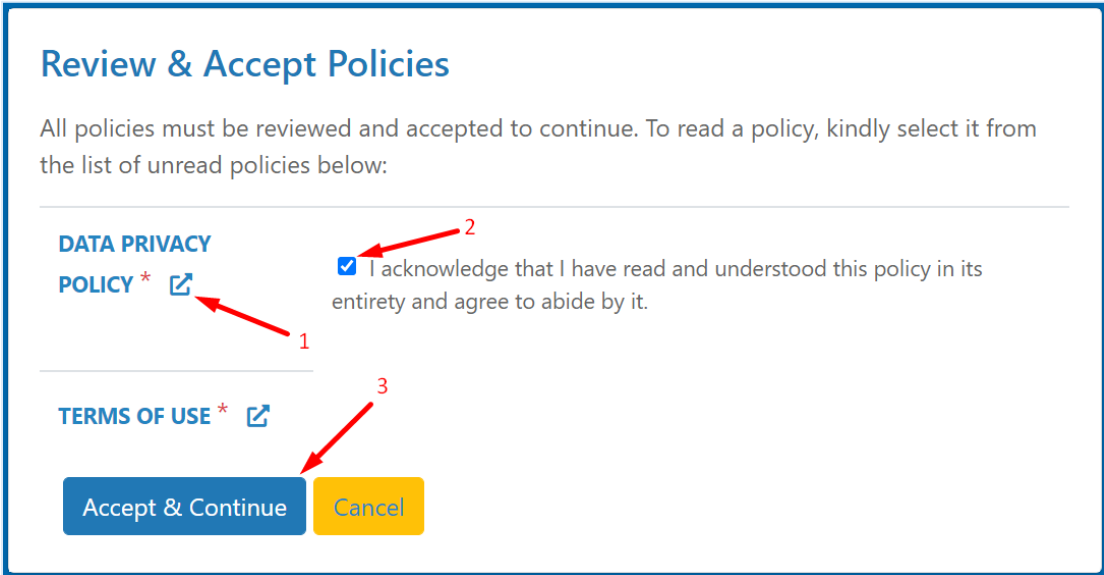 Review & Accept Policies
All policies must be reviewed and accepted to continue. To read a policy, kindly select it from
the list of unread policies below:
2
DATA PRIVACY
POLICY *
I acknowledge that I have read and understood this policy in its
entirety and agree to abide by it.
1
3
TERMS OF USE *
Accept & Continue
Cancel